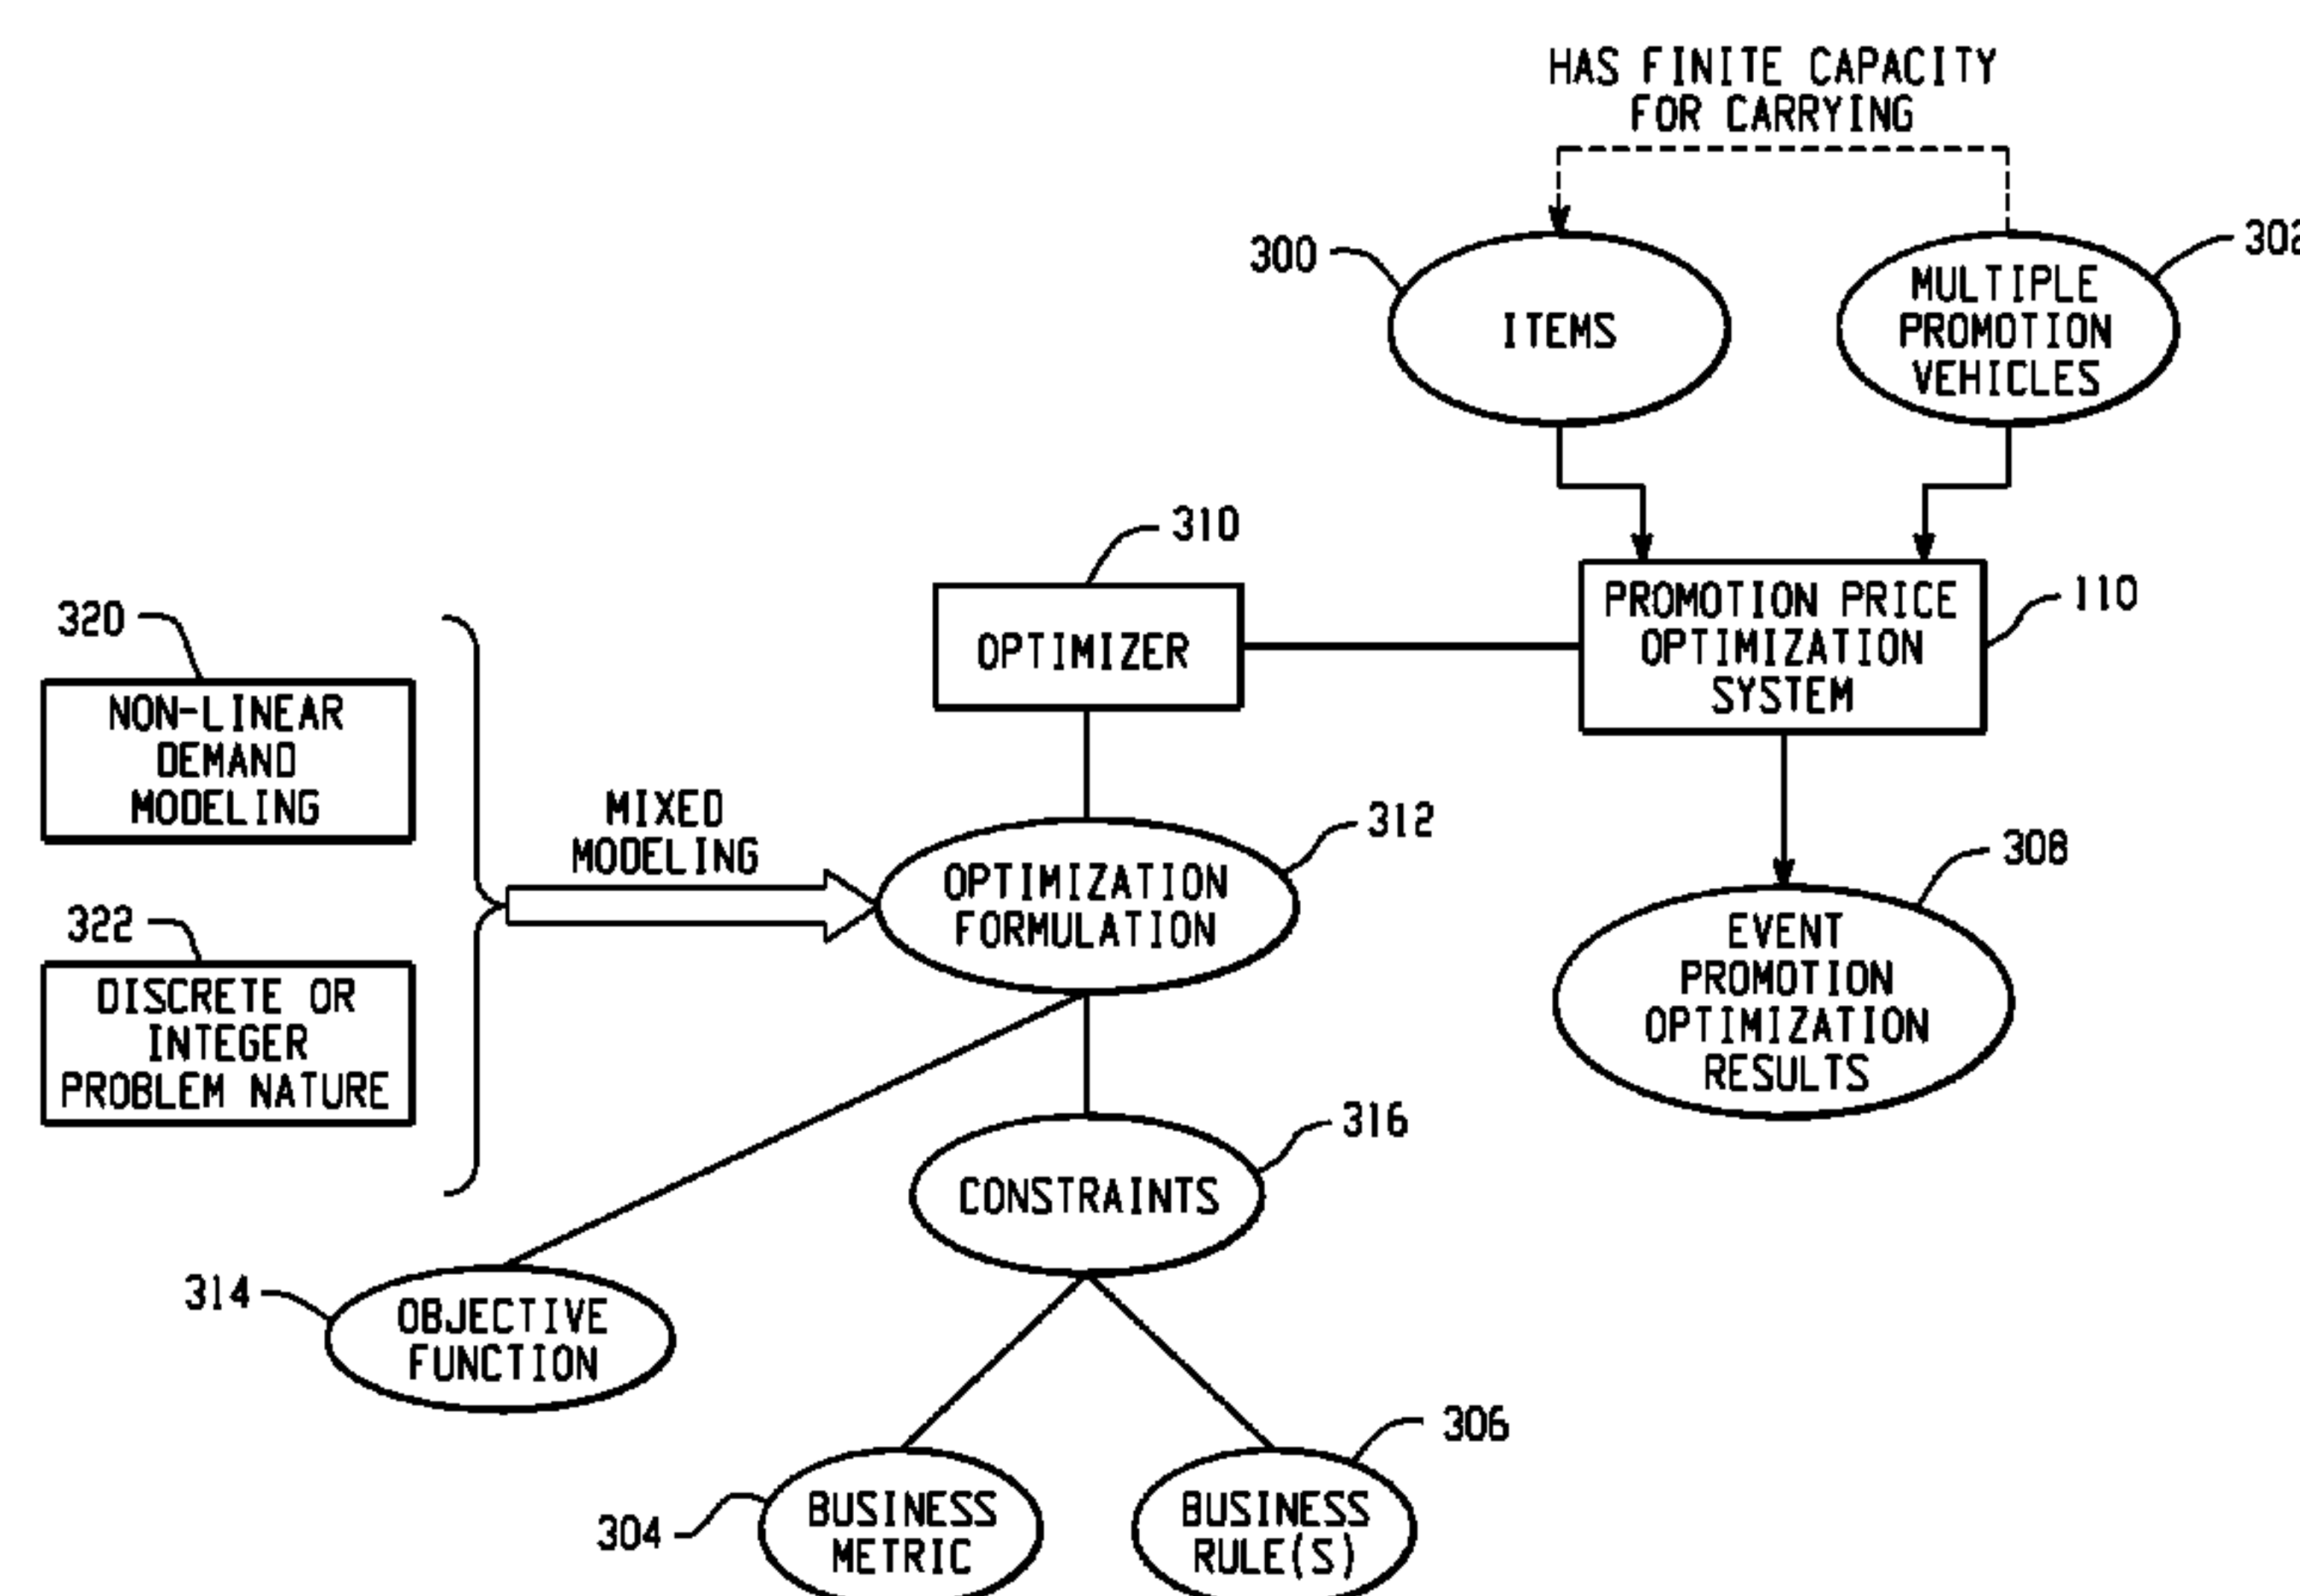 HAS FINITE CAPACITY
FOR CARRYING
300
ITEMS
302
MULTIPLE
PROMOTION
VEHICLES
310
OPTIMIZER
PROMOTION PRICE
OPTIMIZATION
SYSTEM
110
320
NON-LINEAR
DEMAND
MODELING
MIXED
MODELING
312
OPTIMIZATION
FORMULATION
308
EVENT
PROMOTION
OPTIMIZATION
RESULTS
322
DISCRETE OR
INTEGER
PROBLEM NATURE
316
CONSTRAINTS
314
OBJECTIVE
FUNCTION
304
BUSINESS
METRIC
306
BUSINESS
RULE(S)